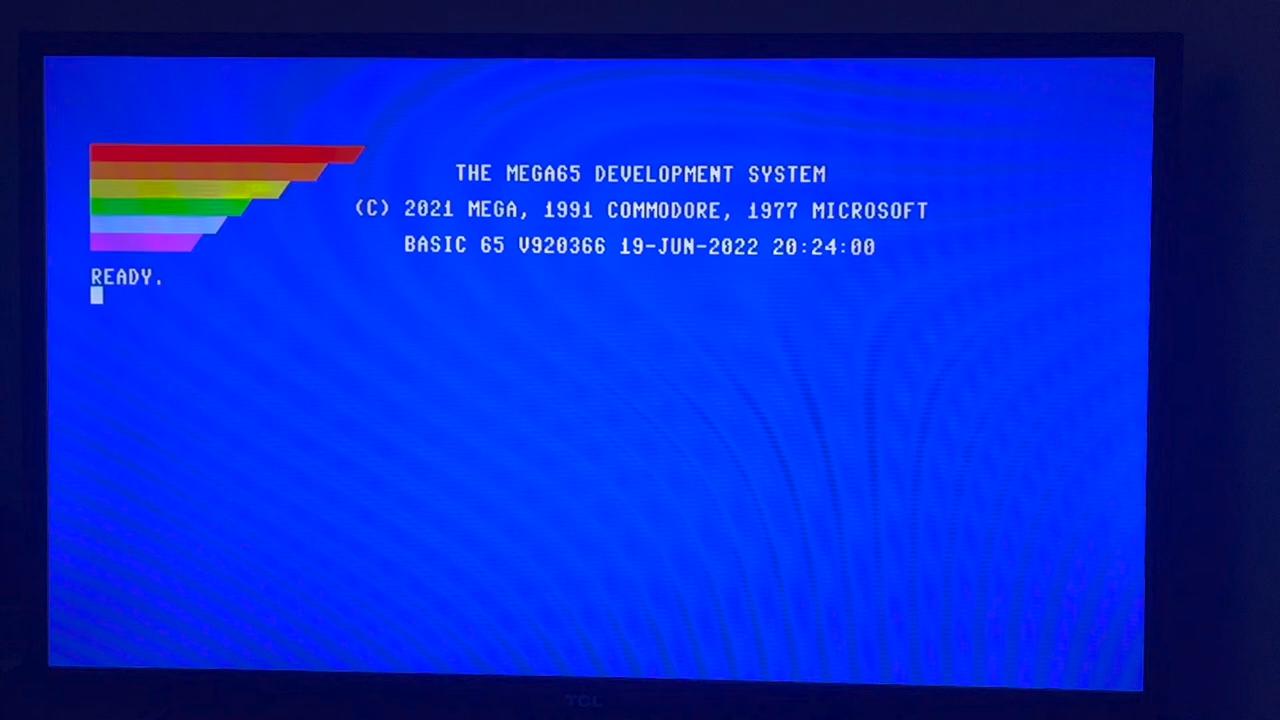 THE MEGA65 DEVELOPMENT SYSTEM
(C) 2021 MEGA, 1991 COMMODORE, 1977 MICROSOFT
BASIC 65 V920366 19-JUN-2022 20:24:00
READY.
TCL